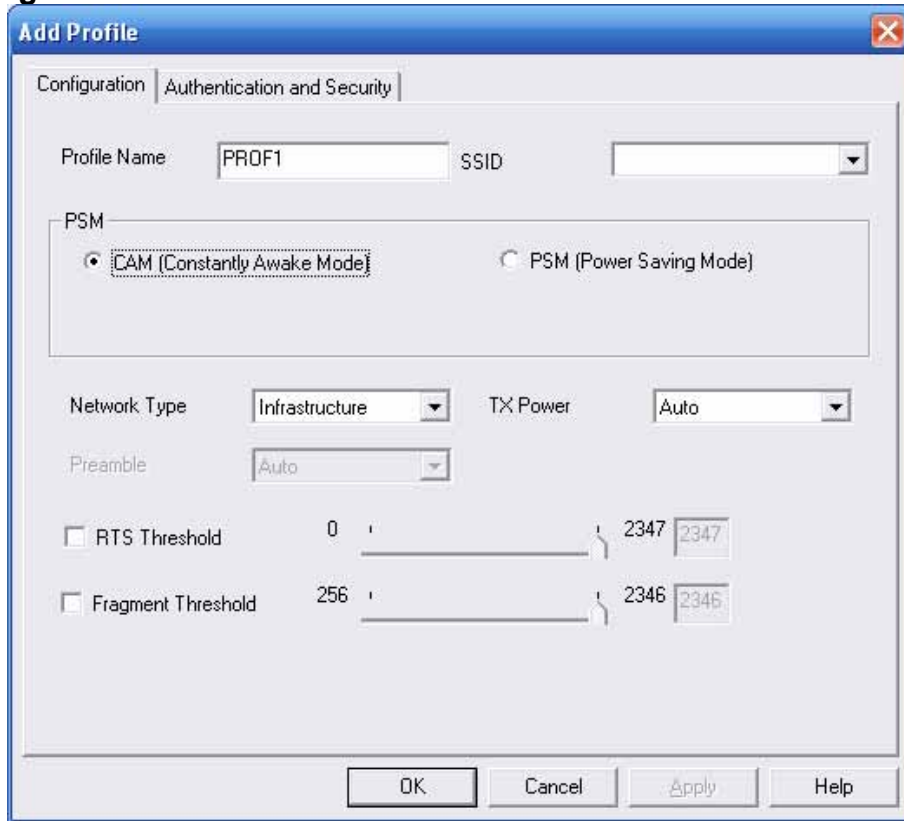 Add Profile
Configuration Authentication and Security
Profile Name PROF1 SSID
PSM
CAM (Constantly Awake Mode) PSM (Power Saving Mode)
Network Type Infrastructure TX Power Auto
Preamble Auto
RTS Threshold 0 2347 2347
Fragment Threshold 256 2346 2346
OK Cancel Apply Help